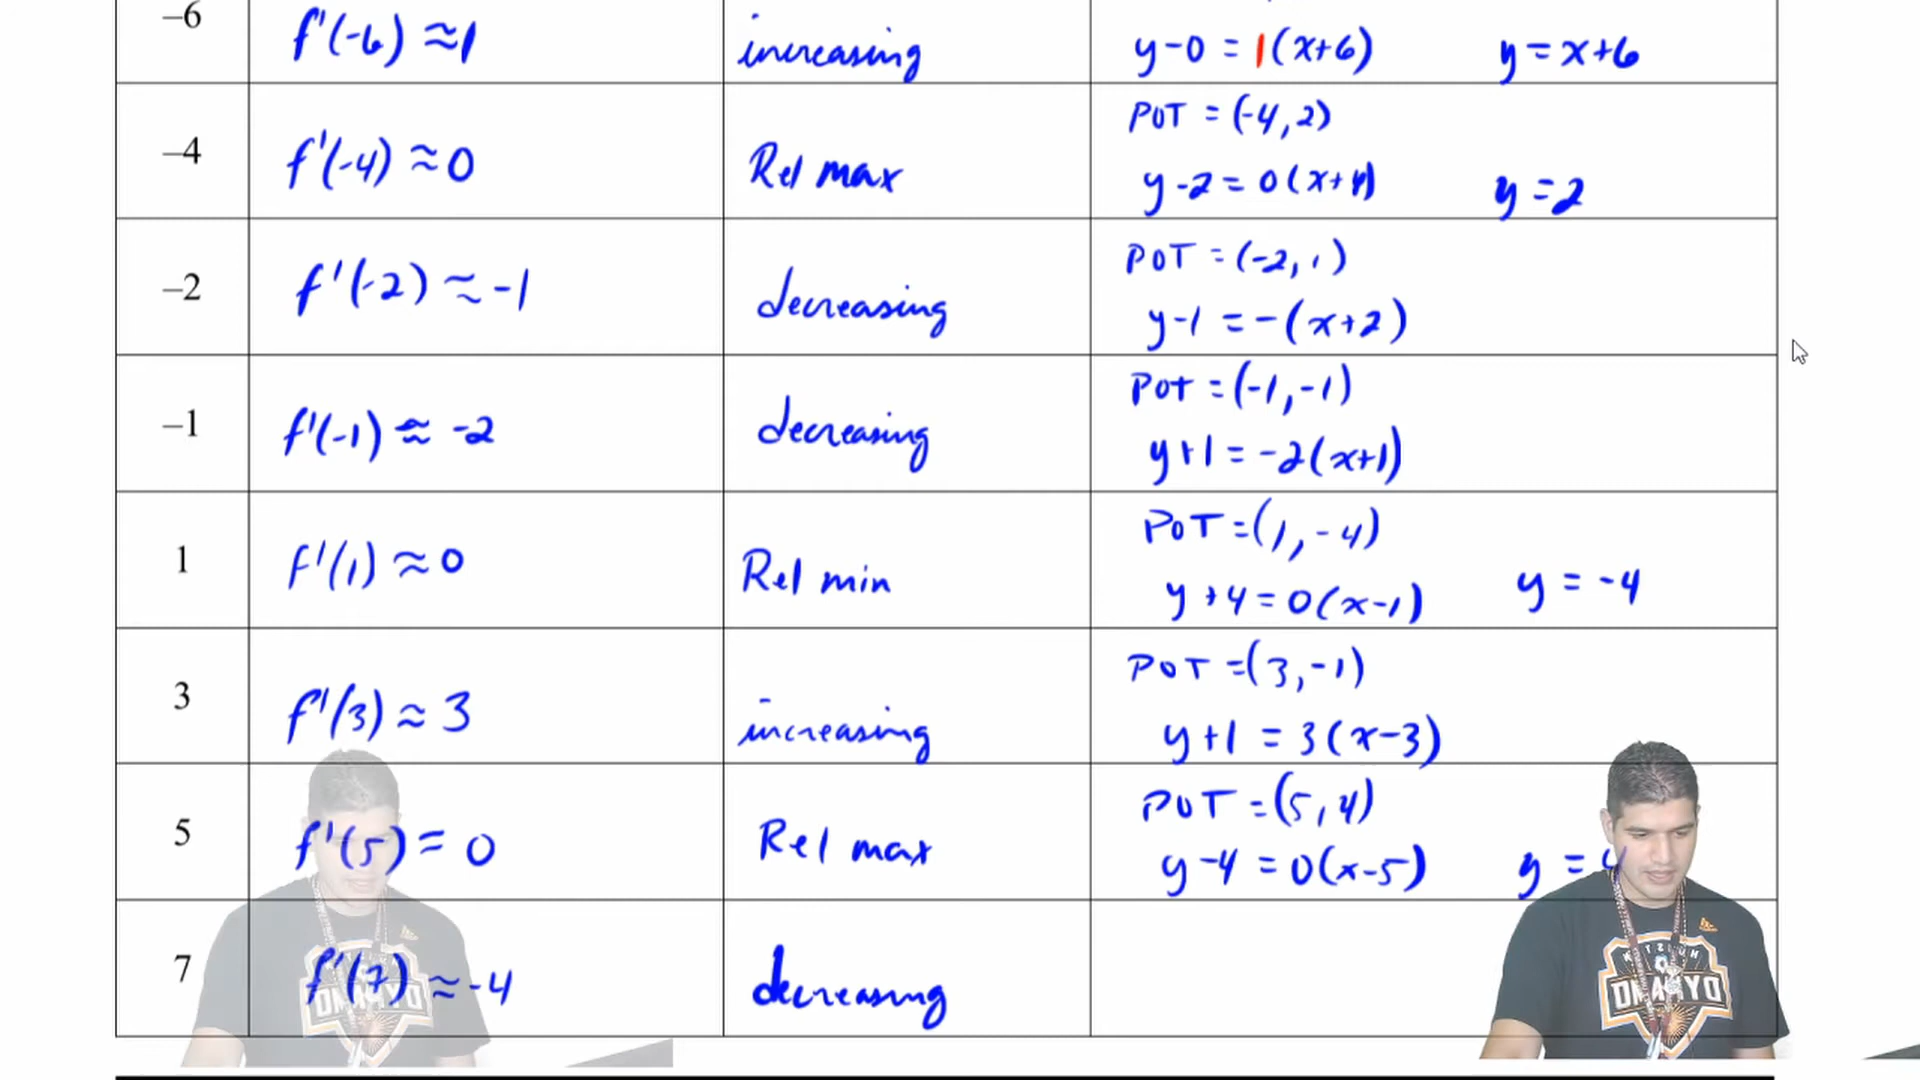 –6 f'(-6) ≈ 1 increasing y-0 = 1(x+6) y = x+6
POT = (-4, 2)
–4 f'(-4) ≈ 0 Rel max y-2 = 0(x+4) y = 2
POT = (-2, 1)
–2 f'(-2) ≈ -1 decreasing y-1 = -(x+2)
POT = (-1, -1)
–1 f'(-1) ≈ -2 decreasing y+1 = -2(x+1)
POT = (1, -4)
1 f'(1) ≈ 0 Rel min y+4 = 0(x-1) y = -4
POT = (3, -1)
3 f'(3) ≈ 3 increasing y+1 = 3(x-3)
POT = (5, 4)
5 f'(5) = 0 Rel max y-4 = 0(x-5) y = 4
7 f'(7) ≈ -4 decreasing